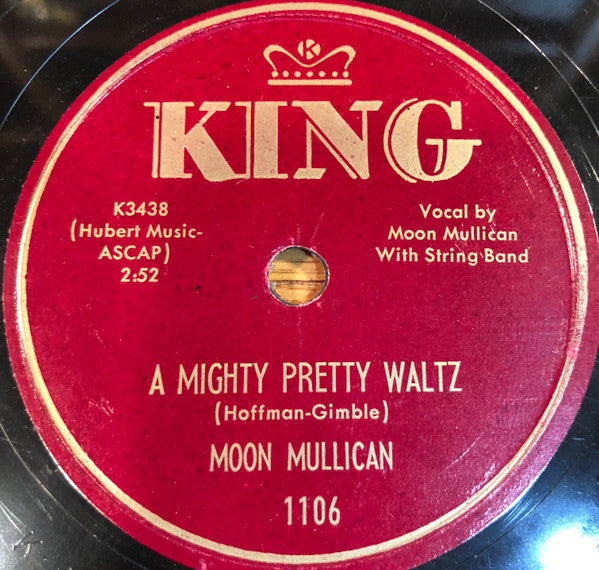 K
KING
K3438
(Hubert Music-
ASCAP)
2:52
Vocal by
Moon Mullican
With String Band
A MIGHTY PRETTY WALTZ
(Hoffman-Gimble)
MOON MULLICAN
1106